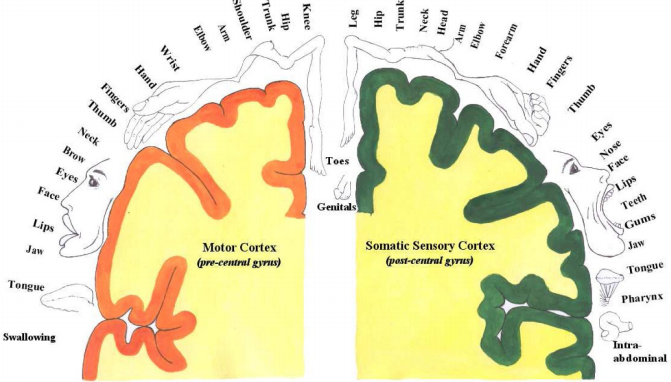 Knee
Hip
Trunk
Shoulder
Arm
Elbow
Wrist
Hand
Fingers
Thumb
Neck
Brow
Eyes
Face
Lips
Jaw
Tongue
Swallowing
Motor Cortex
(pre-central gyrus)
Toes
Genitals
Leg
Hip
Trunk
Neck
Head
Arm
Elbow
Forearm
Hand
Fingers
Thumb
Eyes
Nose
Face
Lips
Teeth
Gums
Jaw
Tongue
Pharynx
Intra-
abdominal
Somatic Sensory Cortex
(post-central gyrus)